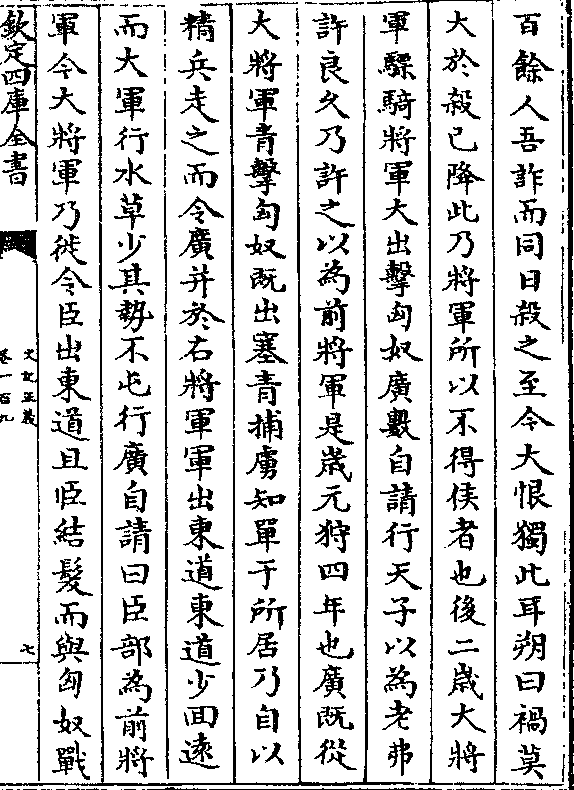 百餘人吾詐而同日殺之至今大恨獨此耳朔曰禍莫
大於殺已降此乃將軍所以不得侯者也後二嵗大將
軍驃騎將軍大出擊匈奴廣數自請行天子以為老弗
許良久乃許之以為前將軍是嵗元狩四年也廣既從
大將軍青擊匈奴既出塞青捕虜知單于所居乃自以
精兵走之而令廣并於右將軍軍出東道東道少回逺
而大軍行水草少其勢不屯行廣自請曰臣部為前將
軍今大將軍乃徙令臣出東道且臣結髮而與匈奴戰
欽定四庫全書
史記正義
卷一百九
七